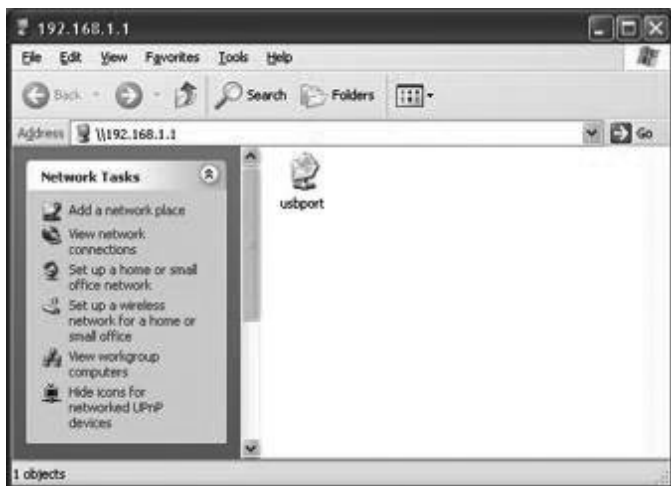 192.168.1.1
File Edit View Favorites Tools Help
Back Search Folders
Address \\192.168.1.1 Go
Network Tasks
Add a network place
View network
connections
Set up a home or small
office network
Set up a wireless
network for a home or
small office
View workgroup
computers
Hide icons for
networked UPnP
devices
usbport
1 objects